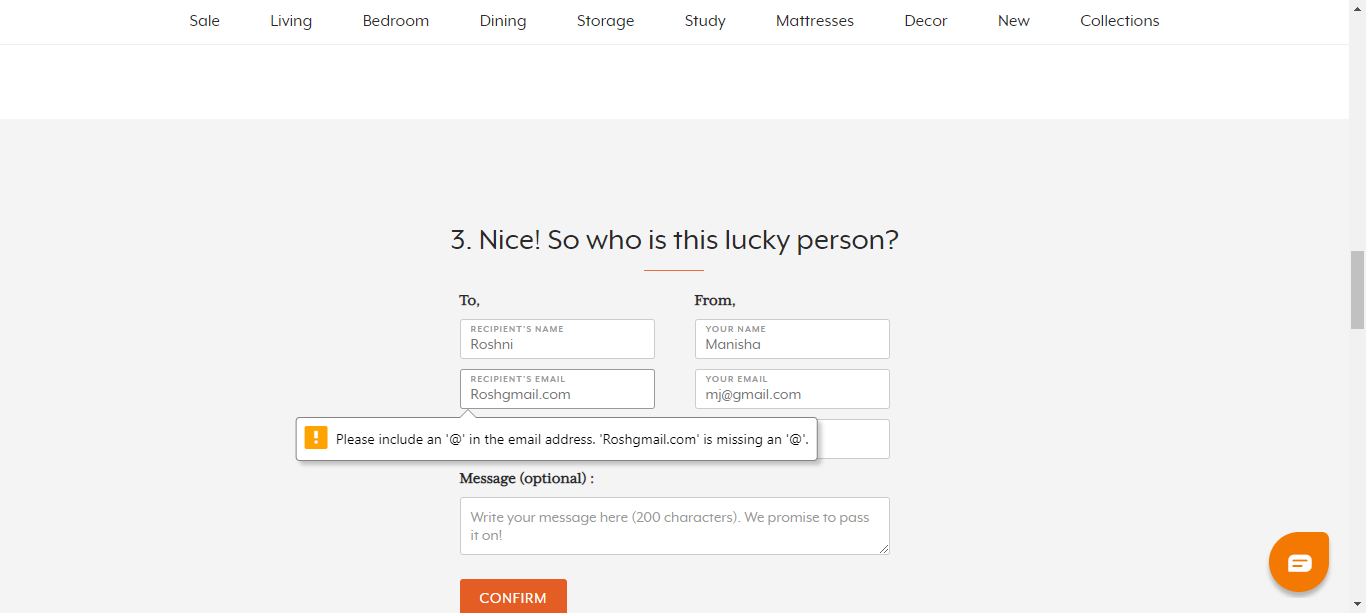 Sale Living Bedroom Dining Storage Study Mattresses Decor New Collections
3. Nice! So who is this lucky person?
To,
RECIPIENT'S NAME
Roshni
RECIPIENT'S EMAIL
Roshgmail.com
From,
YOUR NAME
Manisha
YOUR EMAIL
mj@gmail.com
Please include an '@' in the email address. 'Roshgmail.com' is missing an '@'.
Message (optional) :
Write your message here (200 characters). We promise to pass
it on!
CONFIRM